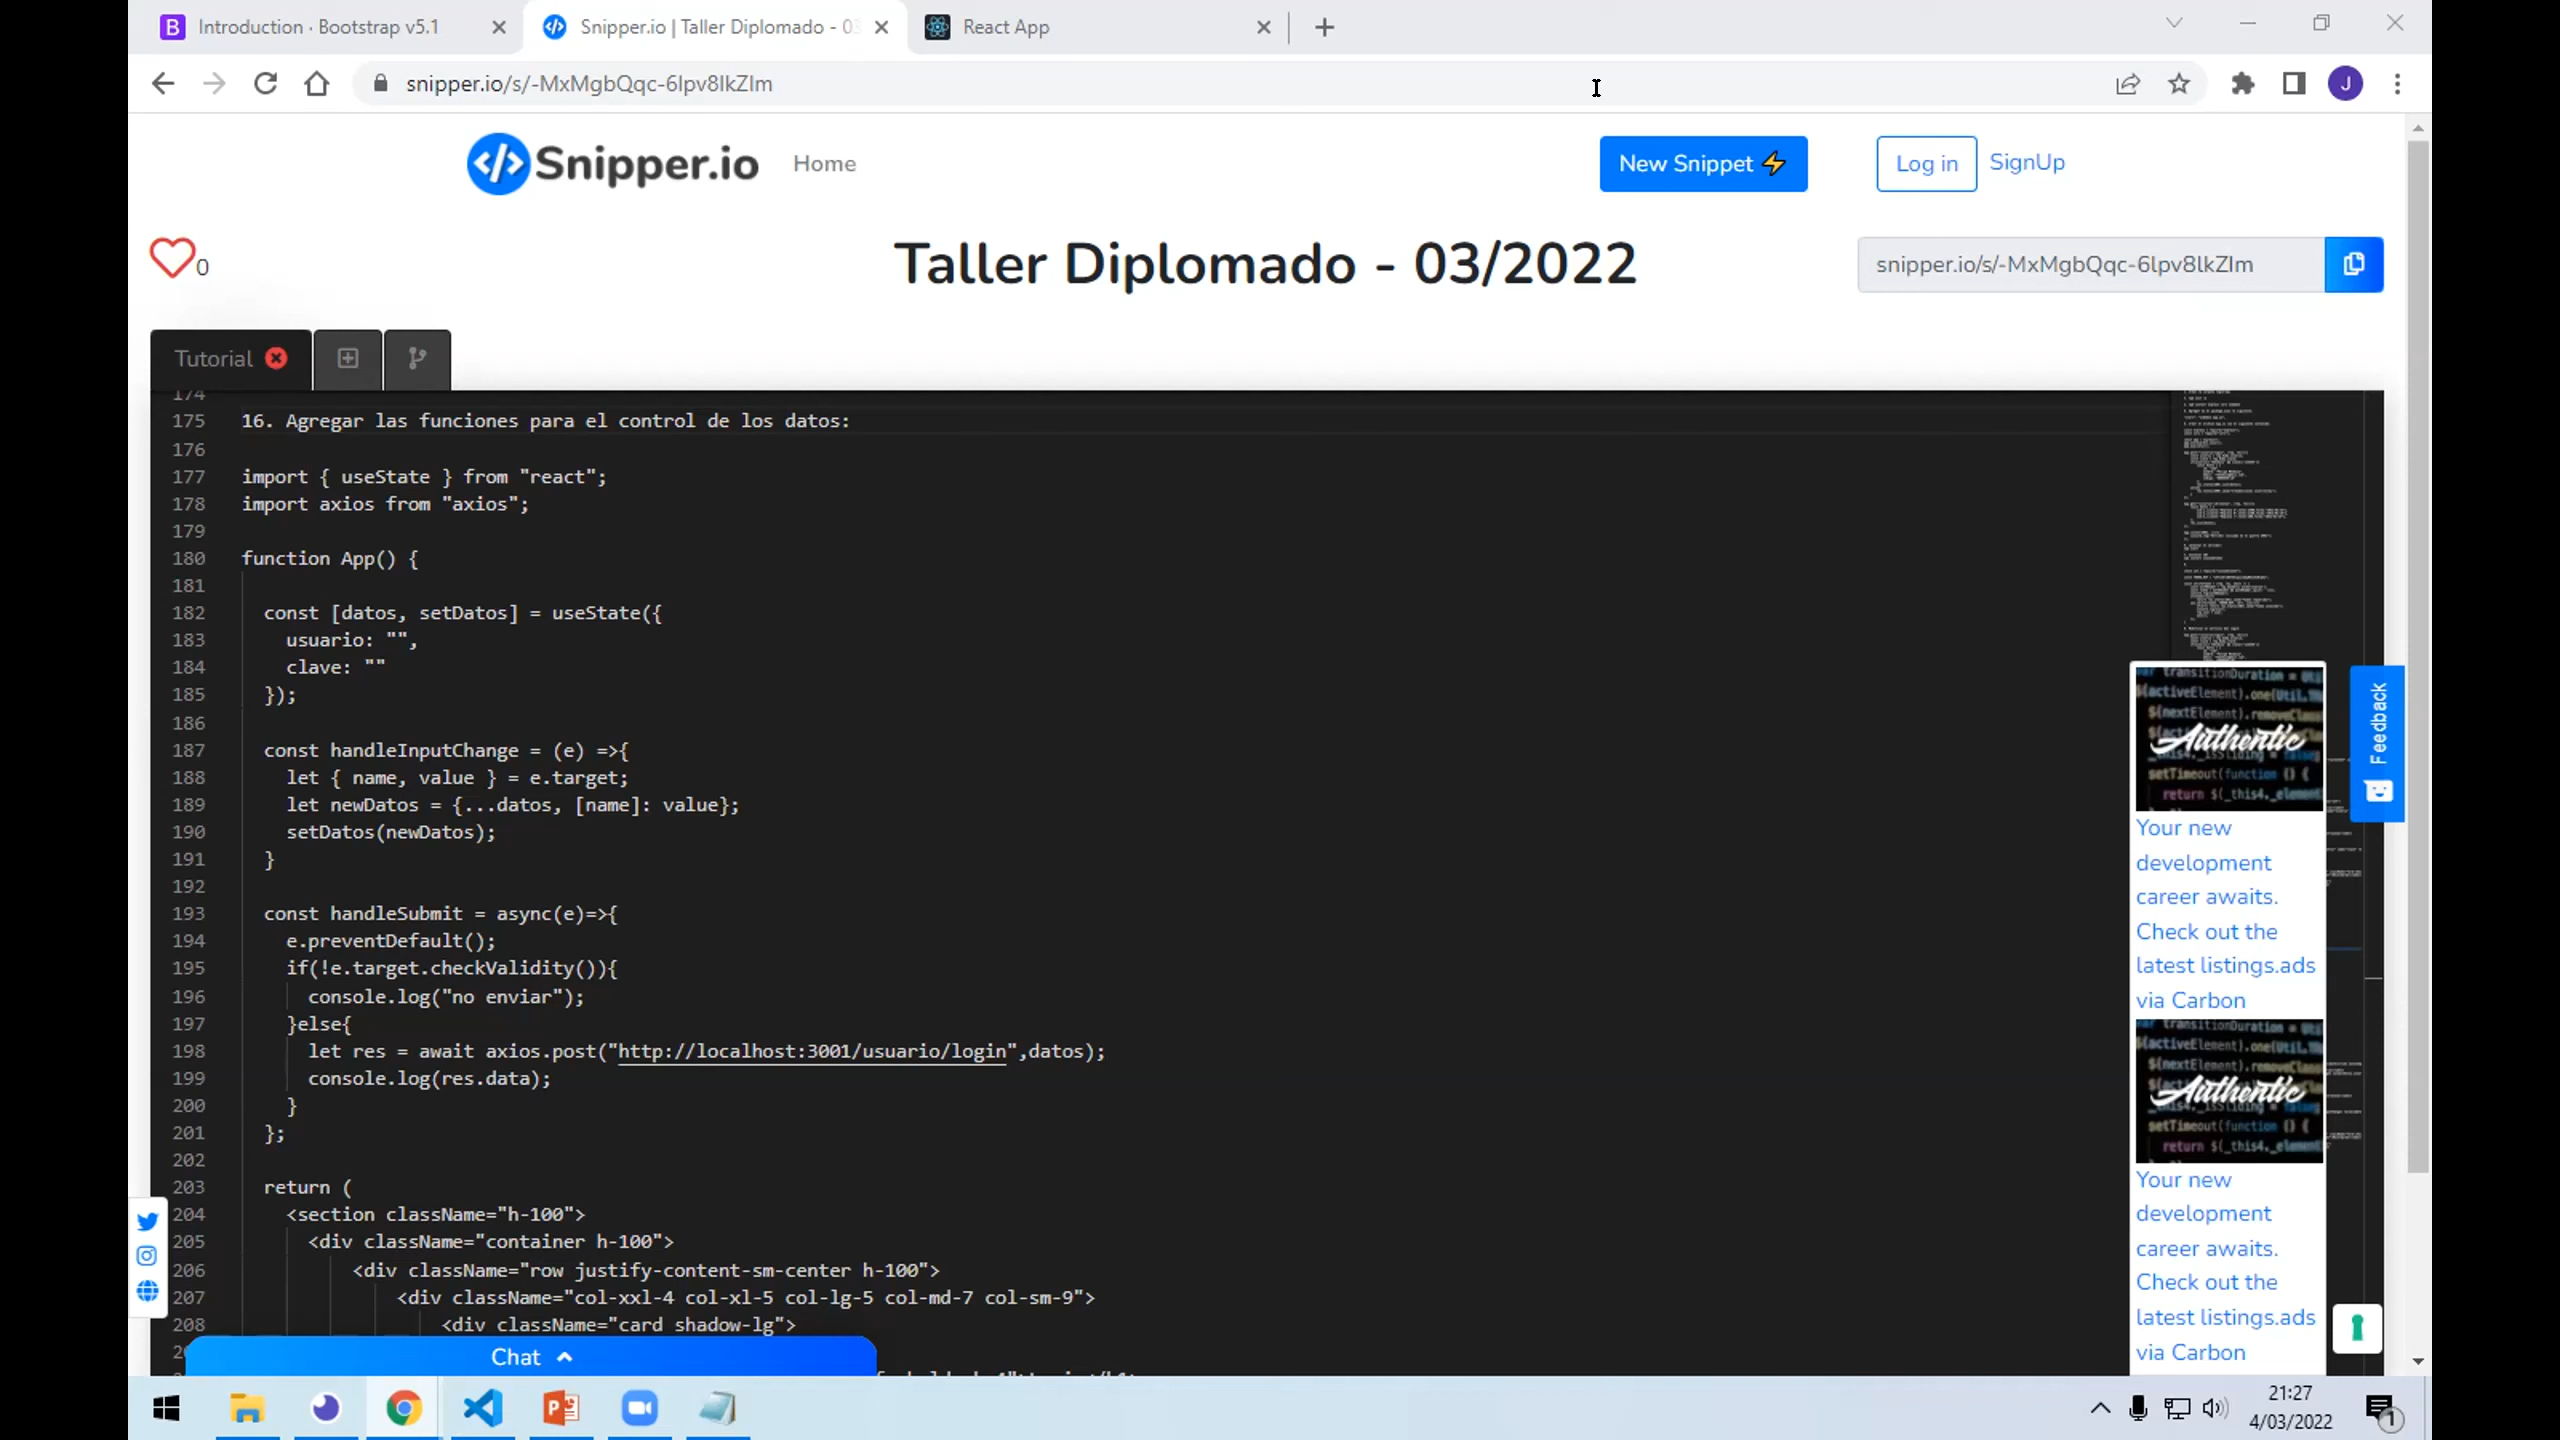 Introduction · Bootstrap v5.1
Snipper.io | Taller Diplomado - 03
React App
snipper.io/s/-MxMgbQqc-6lpv8lkZIm
J
Snipper.io
Home
New Snippet
Log in
SignUp
0
Taller Diplomado - 03/2022
snipper.io/s/-MxMgbQqc-6lpv8lkZIm
Tutorial
174
175 16. Agregar las funciones para el control de los datos:
176
177 import { useState } from "react";
178 import axios from "axios";
179
180 function App() {
181
182 const [datos, setDatos] = useState({
183 usuario: "",
184 clave: ""
185 });
186
187 const handleInputChange = (e) =>{
188 let { name, value } = e.target;
189 let newDatos = {...datos, [name]: value};
190 setDatos(newDatos);
191 }
192
193 const handleSubmit = async(e)=>{
194 e.preventDefault();
195 if(!e.target.checkValidity()){
196 console.log("no enviar");
197 }else{
198 let res = await axios.post("http://localhost:3001/usuario/login",datos);
199 console.log(res.data);
200 }
201 };
202
203 return (
204 <section className="h-100">
205 <div className="container h-100">
206 <div className="row justify-content-sm-center h-100">
207 <div className="col-xxl-4 col-xl-5 col-lg-5 col-md-7 col-sm-9">
208 <div className="card shadow-lg">
Authentic
Your new
development
career awaits.
Check out the
latest listings.ads
via Carbon
Authentic
Your new
development
career awaits.
Check out the
latest listings.ads
via Carbon
Feedback
Chat
21:27
4/03/2022
1